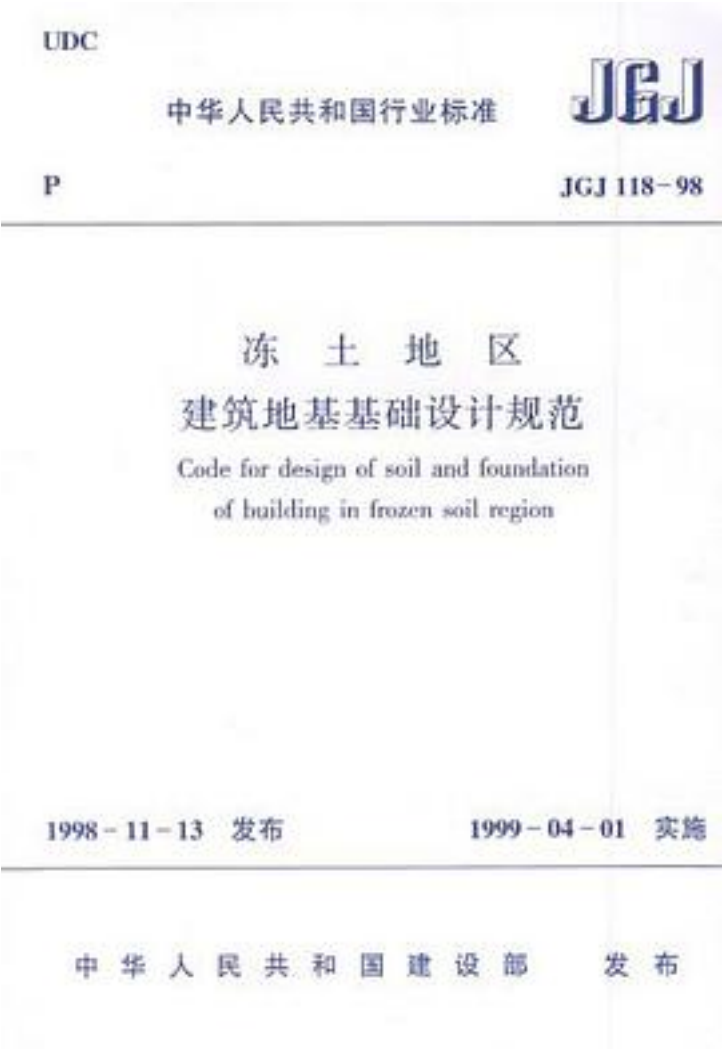 UDC
JGJ
中华人民共和国行业标准
P
JGJ 118-98
冻土地区
建筑地基基础设计规范
Code for design of soil and foundation
of building in frozen soil region
1998-11-13 发布
1999-04-01 实施
中华人民共和国建设部 发布